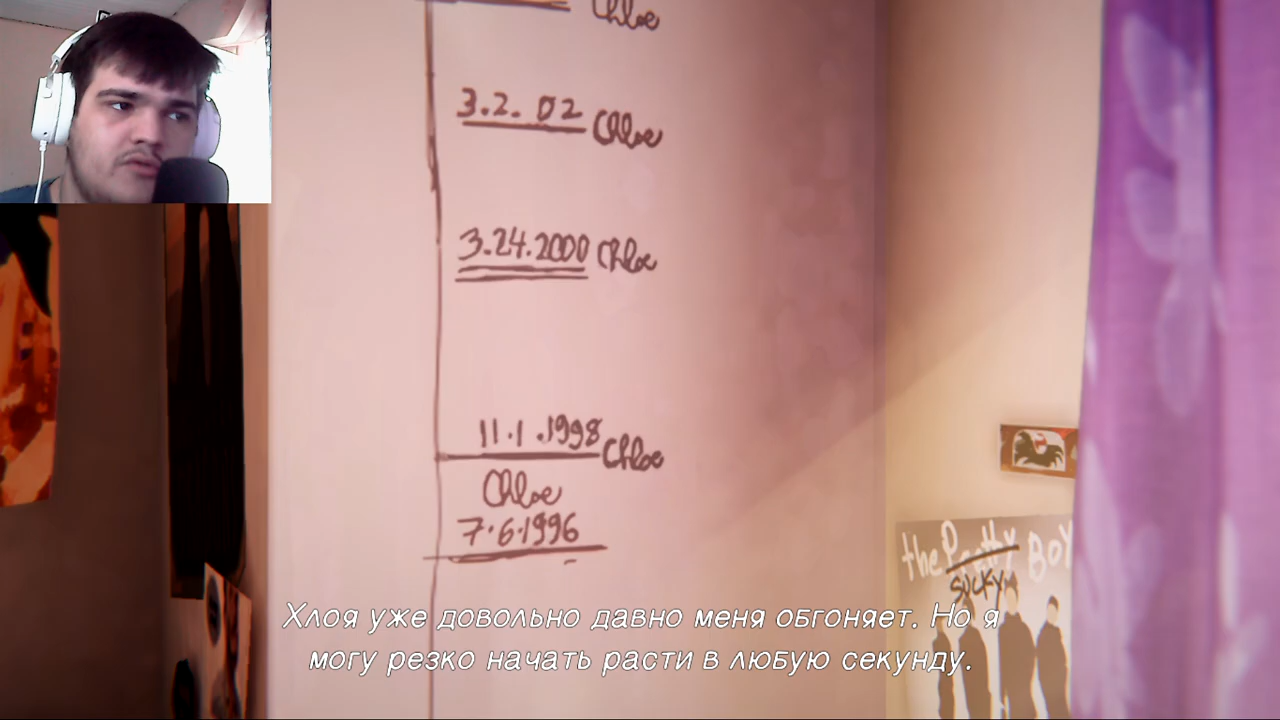 Chloe
3.2.02 Chloe
3.24.2000 Chloe
11.1.1998 Chloe
Chloe
7.6.1996
the Pretty BOY
SUCKY
Хлоя уже довольно давно меня обгоняет. Но я
могу резко начать расти в любую секунду.